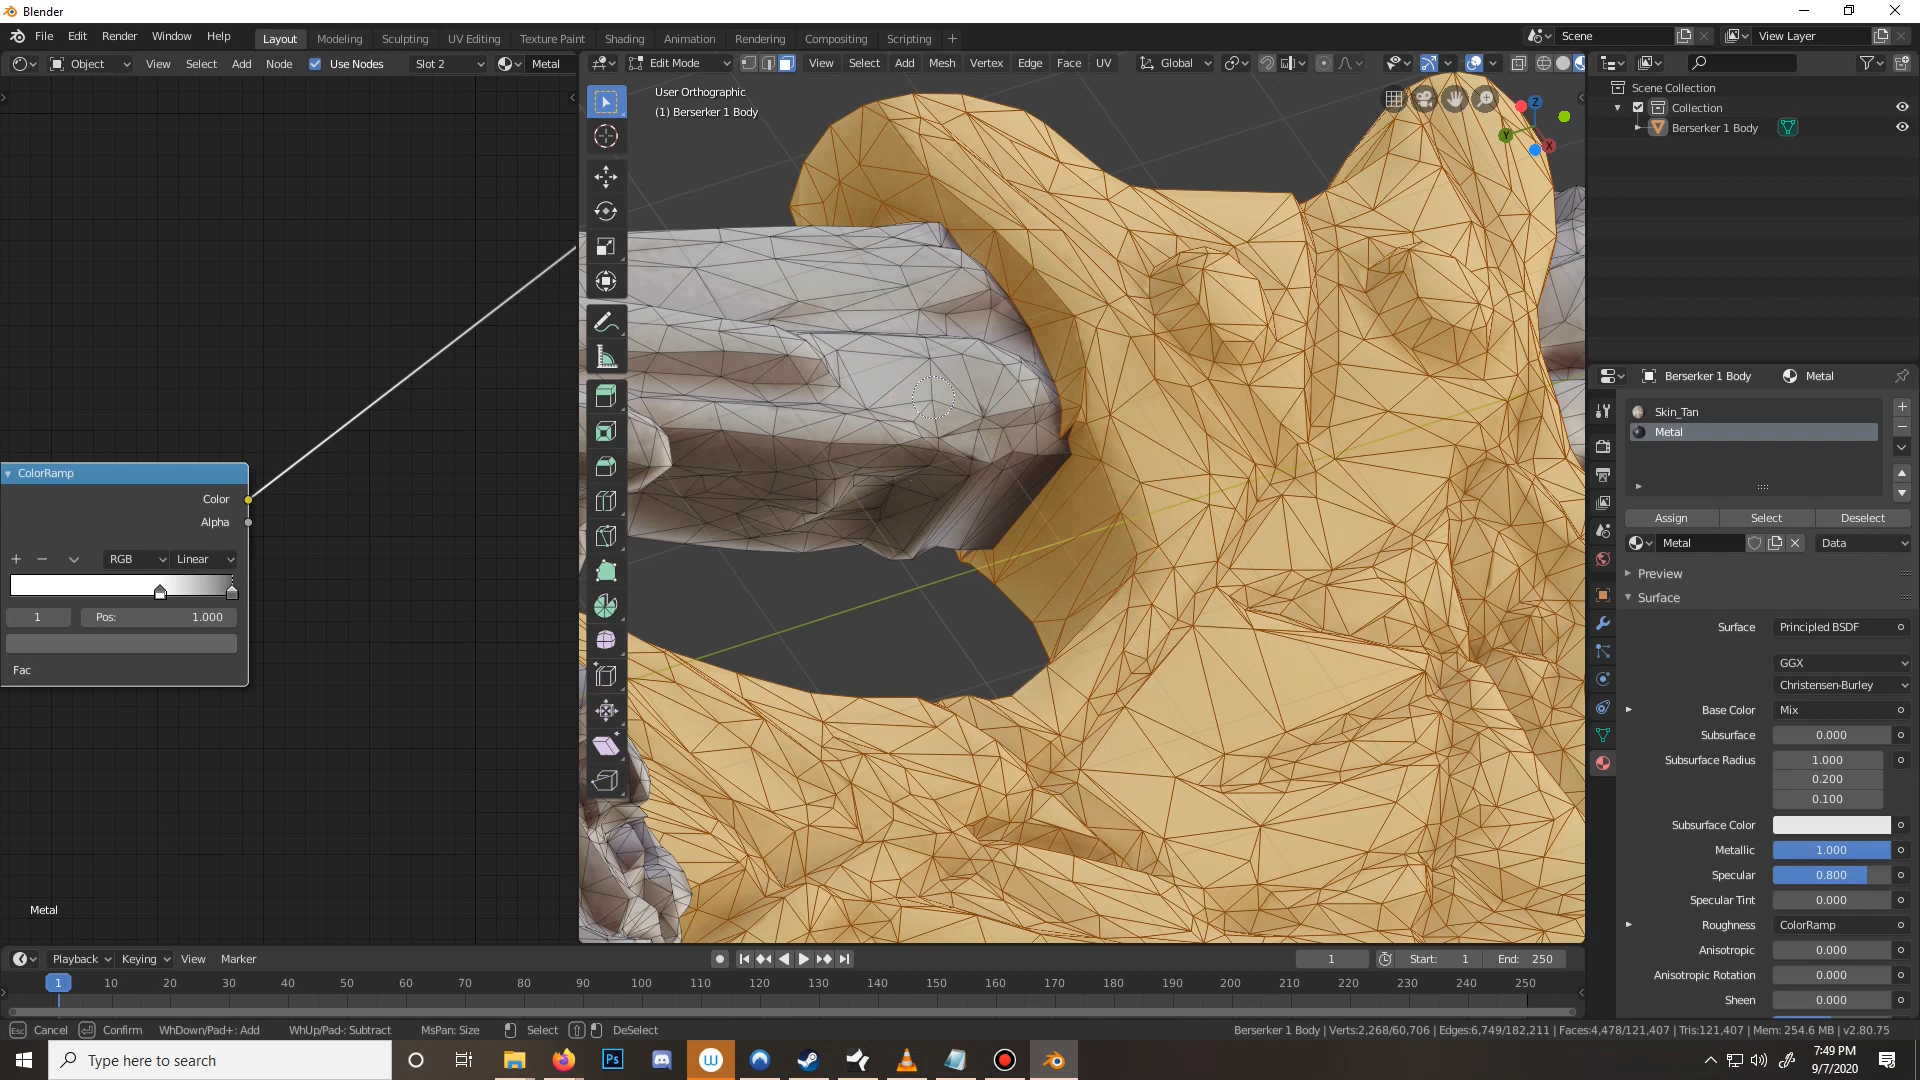 Blender
File Edit Render Window Help
Layout Modeling Sculpting UV Editing Texture Paint Shading Animation Rendering Compositing Scripting +
Scene View Layer
Object View Select Add Node Use Nodes Slot 2 Metal
Edit Mode View Select Add Mesh Vertex Edge Face UV Global
User Orthographic
(1) Berserker 1 Body
Z
Y
X
Scene Collection
Collection
Berserker 1 Body
Berserker 1 Body Metal
Skin_Tan
Metal
Assign Select Deselect
Metal Data
Preview
Surface
Surface Principled BSDF
GGX
Christensen-Burley
Base Color Mix
Subsurface 0.000
Subsurface Radius 1.000
0.200
0.100
Subsurface Color
Metallic 1.000
Specular 0.800
Specular Tint 0.000
Roughness ColorRamp
Anisotropic 0.000
Anisotropic Rotation 0.000
Sheen 0.000
ColorRamp
Color
Alpha
RGB Linear
1 Pos: 1.000
Fac
Metal
Playback Keying View Marker
1 Start: 1 End: 250
1 10 20 30 40 50 60 70 80 90 100 110 120 130 140 150 160 170 180 190 200 210 220 230 240 250
Esc Cancel Confirm WhDown/Pad+: Add WhUp/Pad-: Subtract MsPan: Size Select DeSelect
Berserker 1 Body | Verts:2,268/60,706 | Edges:6,749/182,211 | Faces:4,478/121,407 | Tris:121,407 | Mem: 254.6 MB | v2.80.75
Type here to search
Ps
W
7:49 PM
9/7/2020